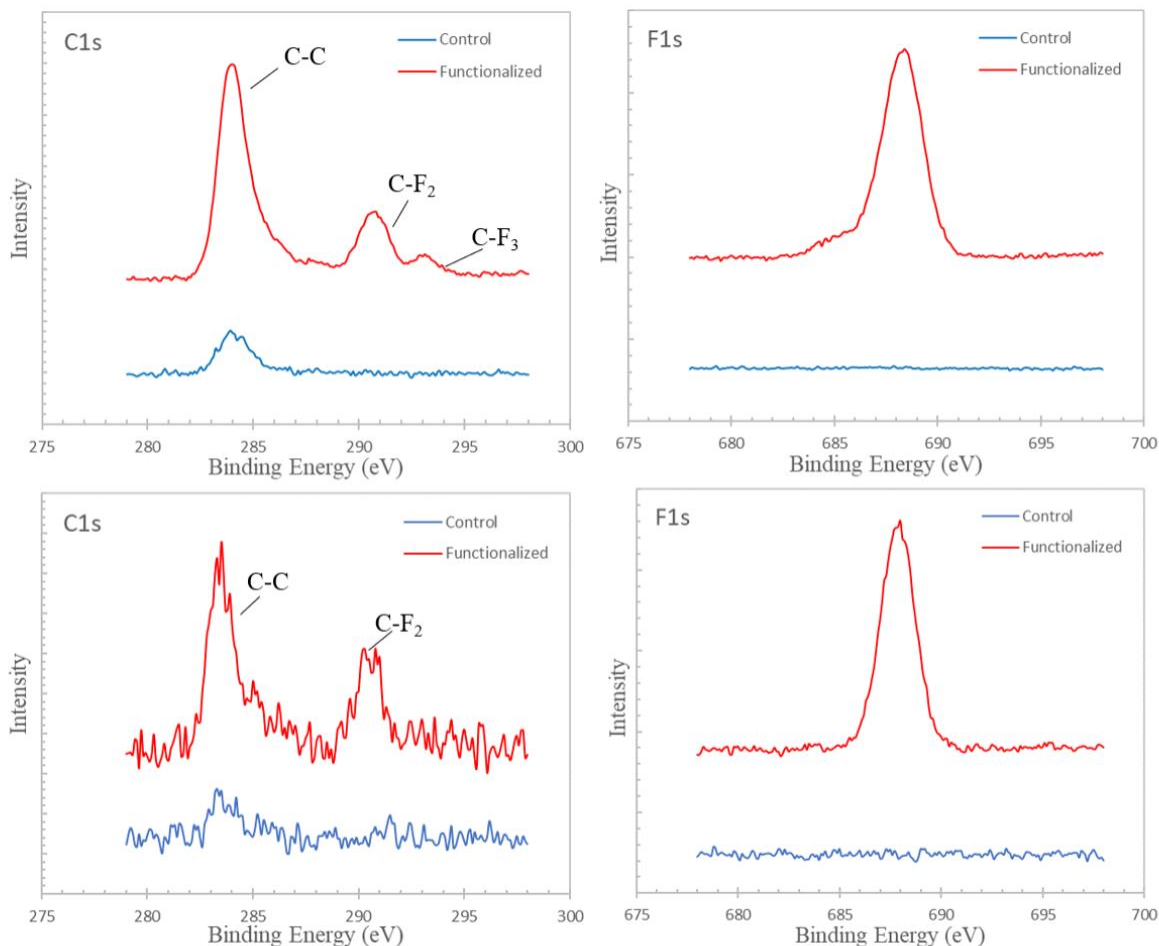 C1s
Control
Functionalized
C-C
C-F₂
C-F₃
Intensity
275 280 285 290 295 300
Binding Energy (eV)
F1s
Control
Functionalized
Intensity
675 680 685 690 695 700
Binding Energy (eV)
C1s
Control
Functionalized
C-C
C-F₂
Intensity
275 280 285 290 295 300
Binding Energy (eV)
F1s
Control
Functionalized
Intensity
675 680 685 690 695 700
Binding Energy (eV)